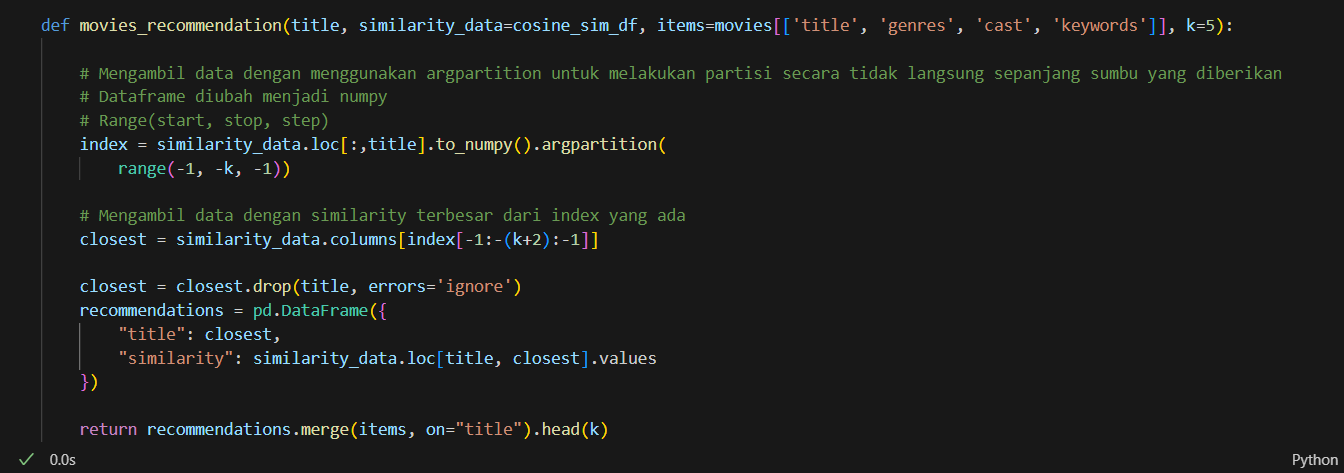 def movies_recommendation(title, similarity_data=cosine_sim_df, items=movies[['title', 'genres', 'cast', 'keywords']], k=5):
# Mengambil data dengan menggunakan argpartition untuk melakukan partisi secara tidak langsung sepanjang sumbu yang diberikan
# Dataframe diubah menjadi numpy
# Range(start, stop, step)
index = similarity_data.loc[:,title].to_numpy().argpartition(
range(-1, -k, -1))
# Mengambil data dengan similarity terbesar dari index yang ada
closest = similarity_data.columns[index[-1:-(k+2):-1]]
closest = closest.drop(title, errors='ignore')
recommendations = pd.DataFrame({
"title": closest,
"similarity": similarity_data.loc[title, closest].values
})
return recommendations.merge(items, on="title").head(k)
0.0s
Python